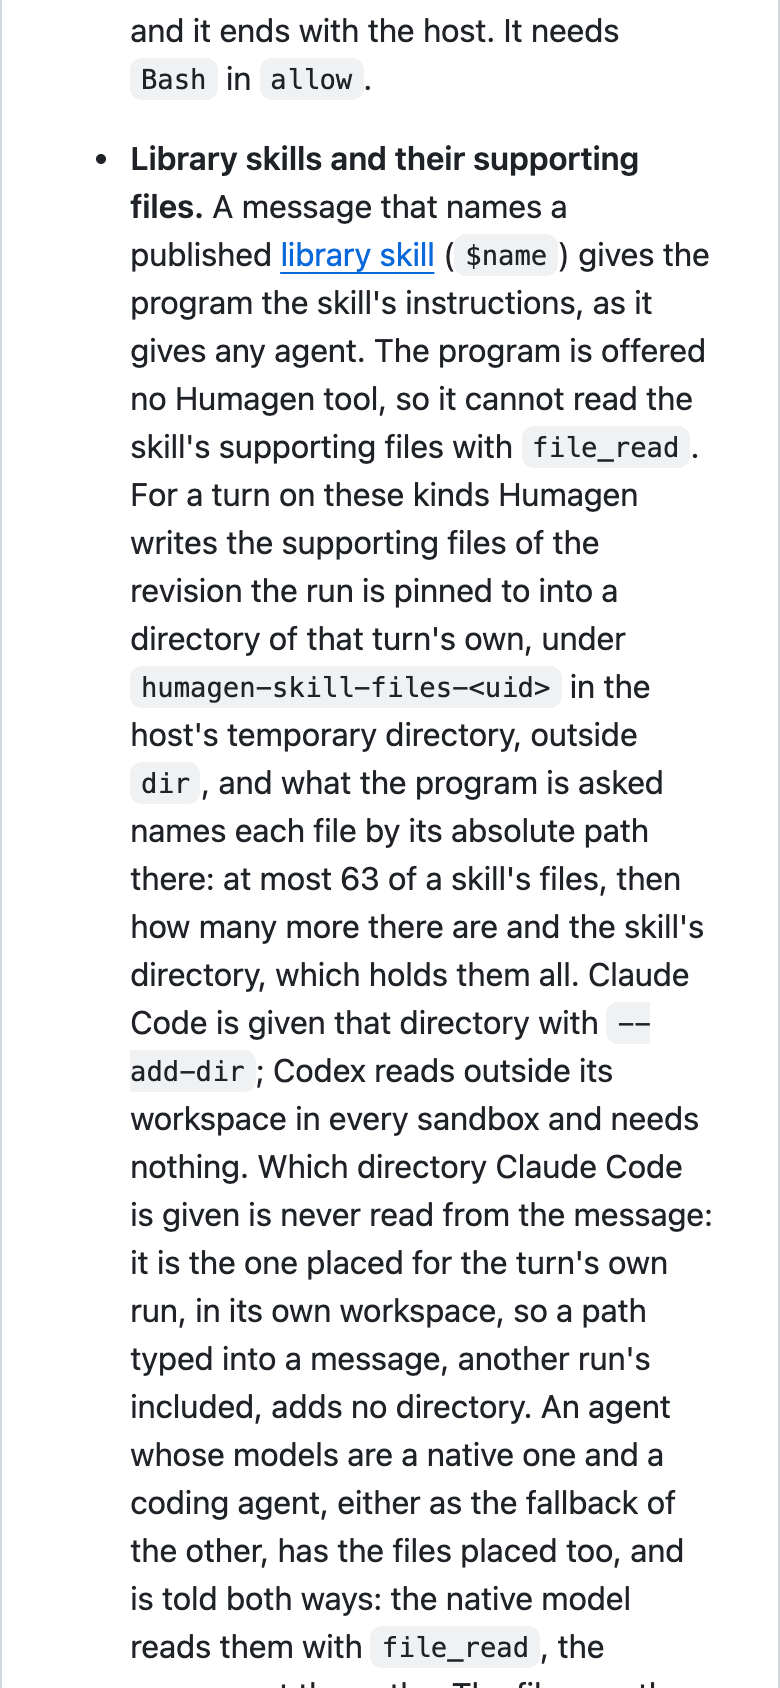 and it ends with the host. It needs
Bash in allow.
• Library skills and their supporting
files. A message that names a
published library skill ($name) gives the
program the skill's instructions, as it
gives any agent. The program is offered
no Humagen tool, so it cannot read the
skill's supporting files with file_read.
For a turn on these kinds Humagen
writes the supporting files of the
revision the run is pinned to into a
directory of that turn's own, under
humagen-skill-files-<uid> in the
host's temporary directory, outside
dir, and what the program is asked
names each file by its absolute path
there: at most 63 of a skill's files, then
how many more there are and the skill's
directory, which holds them all. Claude
Code is given that directory with --
add-dir; Codex reads outside its
workspace in every sandbox and needs
nothing. Which directory Claude Code
is given is never read from the message:
it is the one placed for the turn's own
run, in its own workspace, so a path
typed into a message, another run's
included, adds no directory. An agent
whose models are a native one and a
coding agent, either as the fallback of
the other, has the files placed too, and
is told both ways: the native model
reads them with file_read, the